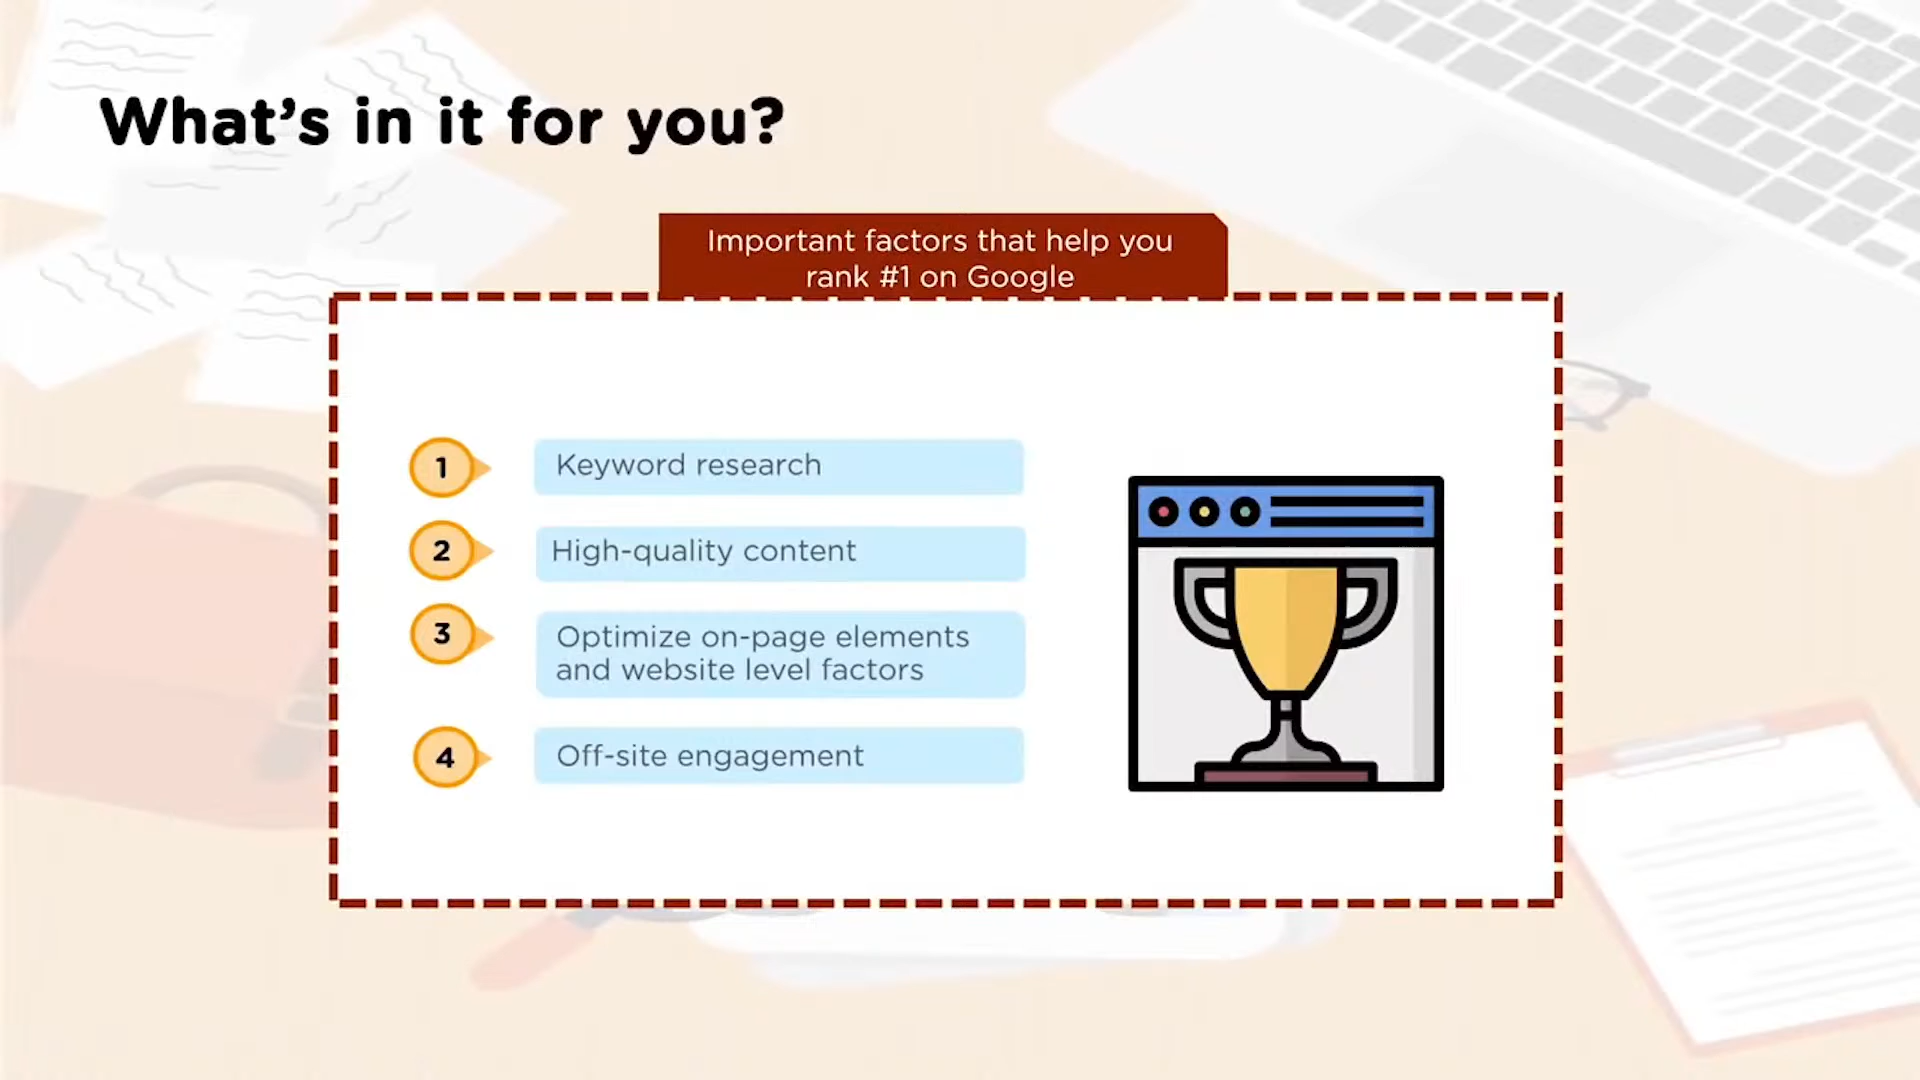 What's in it for you?
Important factors that help you
rank #1 on Google
1
Keyword research
2
High-quality content
3
Optimize on-page elements
and website level factors
4
Off-site engagement